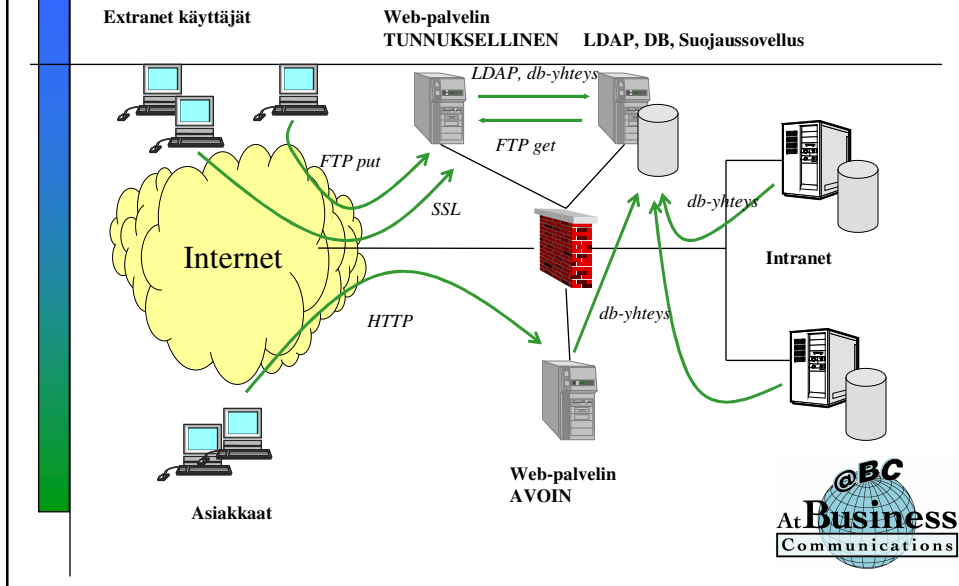 Extranet käyttäjät
Web-palvelin
TUNNUKSELLINEN
LDAP, DB, Suojaussovellus
LDAP, db-yhteys
FTP get
FTP put
SSL
db-yhteys
Internet
Intranet
HTTP
db-yhteys
Web-palvelin
AVOIN
Asiakkaat
@BC
At Business
Communications